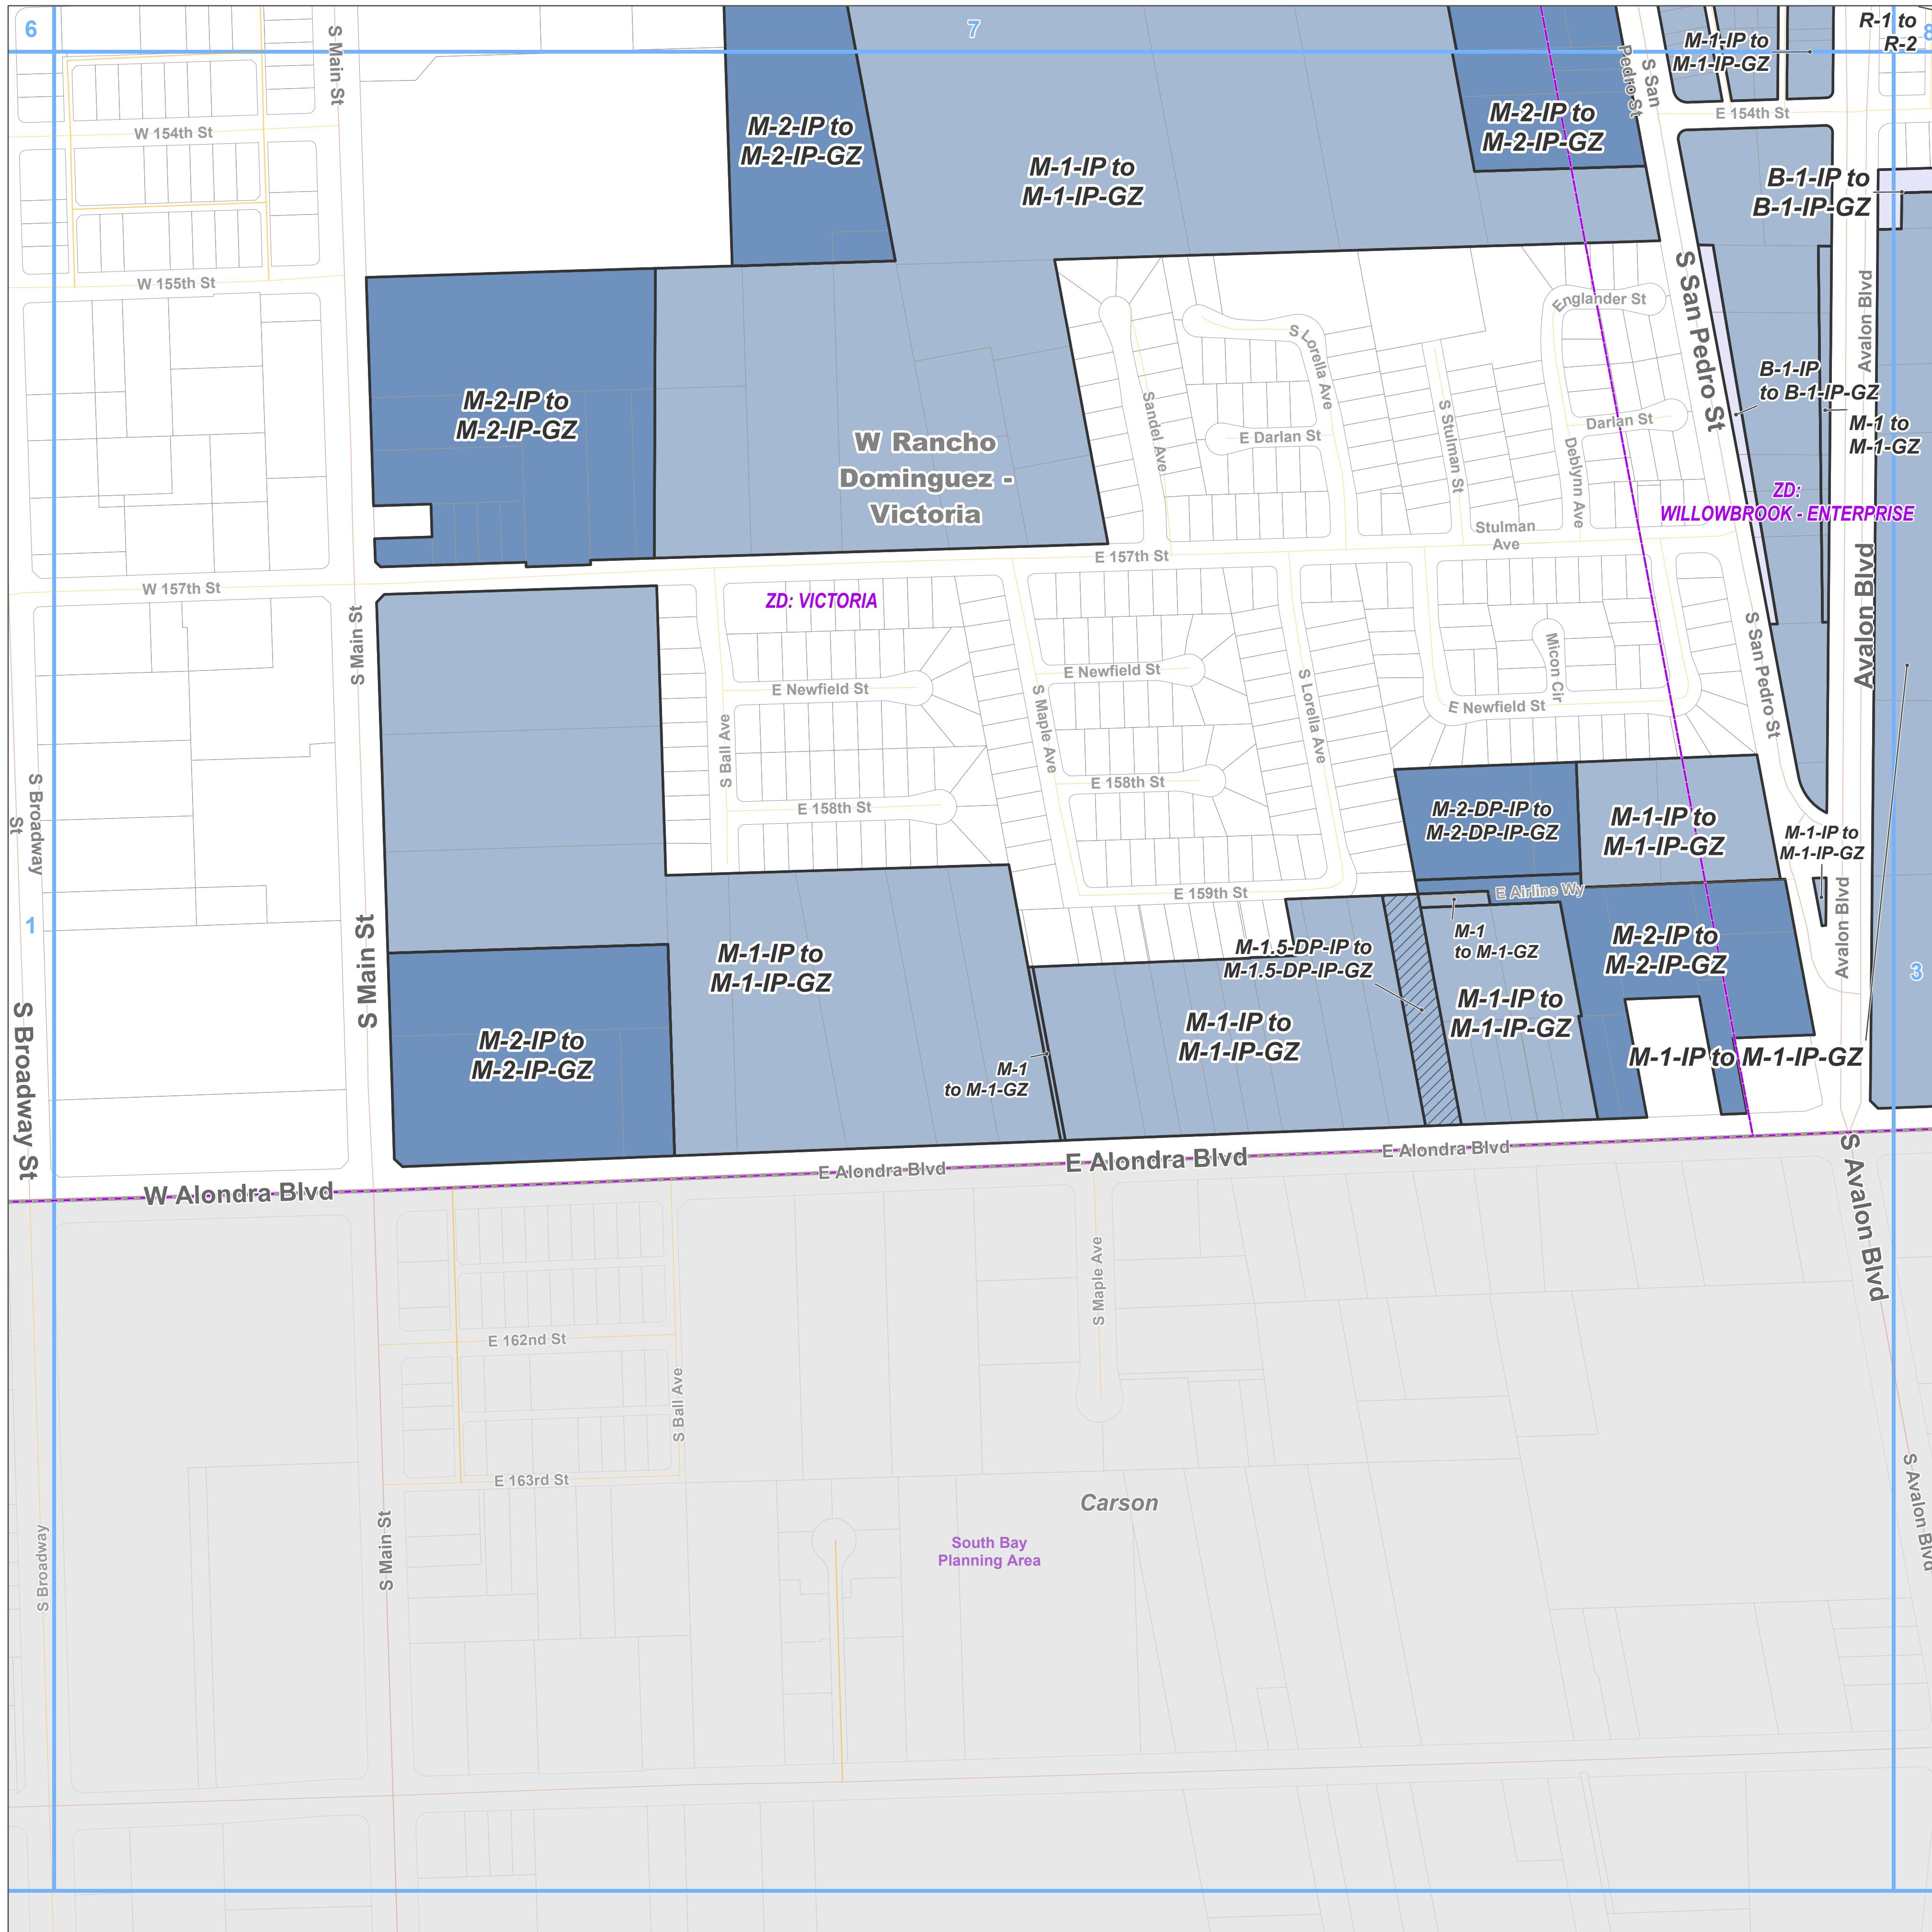 6
7
8
R-1 to
R-2
M-1-IP to
M-1-IP-GZ
S Main St
S San
Pedro St
W 154th St
E 154th St
M-2-IP to
M-2-IP-GZ
M-1-IP to
M-1-IP-GZ
M-2-IP to
M-2-IP-GZ
B-1-IP to
B-1-IP-GZ
W 155th St
S San Pedro St
Avalon Blvd
Englander St
S Lorella Ave
Sandel Ave
E Darlan St
S Stulman St
Darlan St
Deblynn Ave
B-1-IP
to B-1-IP-GZ
M-1 to
M-1-GZ
M-2-IP to
M-2-IP-GZ
W Rancho
Dominguez -
Victoria
ZD:
WILLOWBROOK - ENTERPRISE
Stulman
Ave
E 157th St
W 157th St
ZD: VICTORIA
S Main St
Avalon Blvd
S San Pedro St
Micon Cir
E Newfield St
E Newfield St
E Newfield St
S Maple Ave
S Lorella Ave
S Ball Ave
E 158th St
E 158th St
S Broadway
St
M-2-DP-IP to
M-2-DP-IP-GZ
M-1-IP to
M-1-IP-GZ
M-1-IP to
M-1-IP-GZ
E 159th St
E Airline Wy
1
3
S Main St
Avalon Blvd
M-1-IP to
M-1-IP-GZ
M-1.5-DP-IP to
M-1.5-DP-IP-GZ
M-1
to M-1-GZ
M-2-IP to
M-2-IP-GZ
M-1-IP to
M-1-IP-GZ
M-1-IP to
M-1-IP-GZ
M-2-IP to
M-2-IP-GZ
M-1
to M-1-GZ
M-1-IP to M-1-IP-GZ
S Broadway St
E Alondra Blvd
E Alondra Blvd
E Alondra Blvd
W Alondra Blvd
S Avalon Blvd
S Maple Ave
E 162nd St
S Ball Ave
E 163rd St
S Main St
S Broadway
Carson
South Bay
Planning Area
S Avalon Blvd